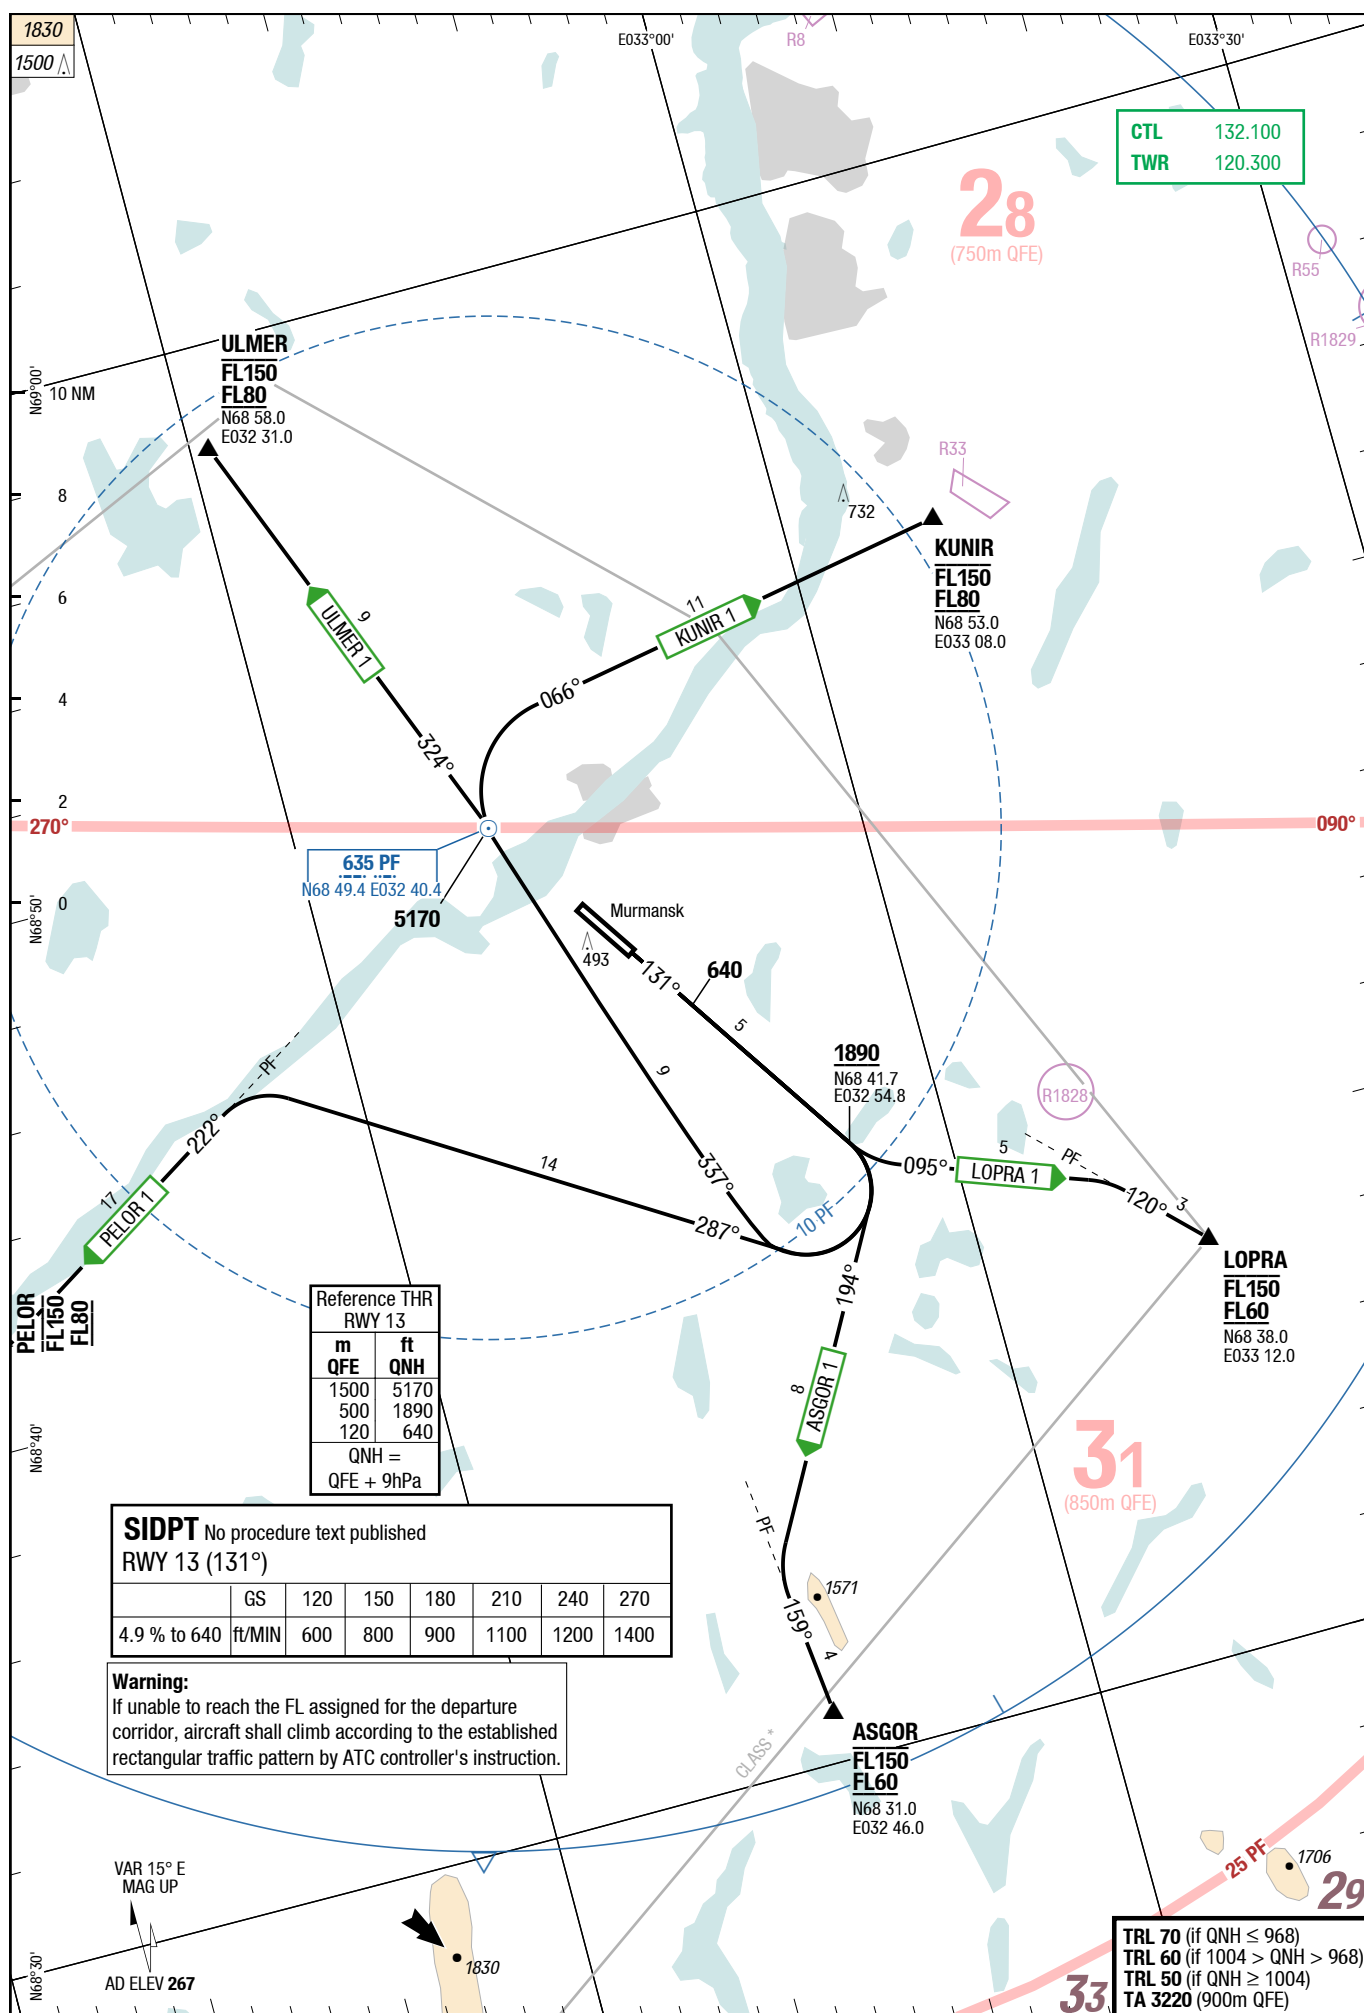 1830
1500
E033°00'
E033°30'
R8
CTL 132.100
TWR 120.300
28
(750m QFE)
R55
R1829
ULMER
FL150
FL80
N68 58.0
E032 31.0
N69°00'
10 NM
8
6
4
2
0
R33
732
KUNIR
FL150
FL80
N68 53.0
E033 08.0
9
ULMER 1
324°
11
KUNIR 1
066°
270°
090°
635 PF
N68 49.4 E032 40.4
5170
N68°50'
Murmansk
493
131°
640
5
9
1890
N68 41.7
E032 54.8
R1828
PF
222°
17
PELOR 1
14
287°
337°
10 PF
095°
5
LOPRA 1
PF
120°
3
LOPRA
FL150
FL60
N68 38.0
E033 12.0
PELOR
FL150
FL80
194°
8
ASGOR 1
Reference THR
RWY 13
m ft
QFE QNH
1500 5170
500 1890
120 640
QNH =
QFE + 9hPa
N68°40'
31
(850m QFE)
SIDPT No procedure text published
RWY 13 (131°)
GS 120 150 180 210 240 270
4.9 % to 640 ft/MIN 600 800 900 1100 1200 1400
PF
1571
159°
4
Warning:
If unable to reach the FL assigned for the departure
corridor, aircraft shall climb according to the established
rectangular traffic pattern by ATC controller's instruction.
CLASS *
ASGOR
FL150
FL60
N68 31.0
E032 46.0
VAR 15° E
MAG UP
AD ELEV 267
N68°30'
1830
25 PF
1706
29
33
TRL 70 (if QNH ≤ 968)
TRL 60 (if 1004 > QNH > 968)
TRL 50 (if QNH ≥ 1004)
TA 3220 (900m QFE)